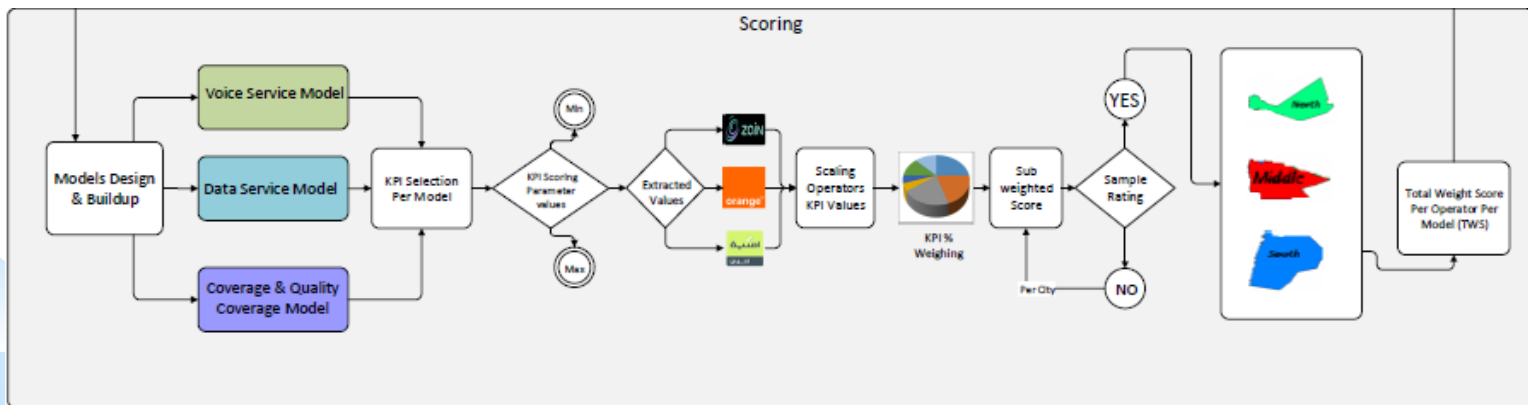 Scoring
Voice Service Model
Data Service Model
Coverage & Quality
Coverage Model
Models Design
& Buildup
KPI Selection
Per Model
Min
KPI Scoring
Parameter
values
Max
Extracted
Values
zain
orange
امنية
Scaling
Operators
KPI Values
KPI %
Weighing
Sub
weighted
Score
YES
Sample
Rating
NO
Per City
North
Middle
South
Total Weight Score
Per Operator Per
Model (TWS)